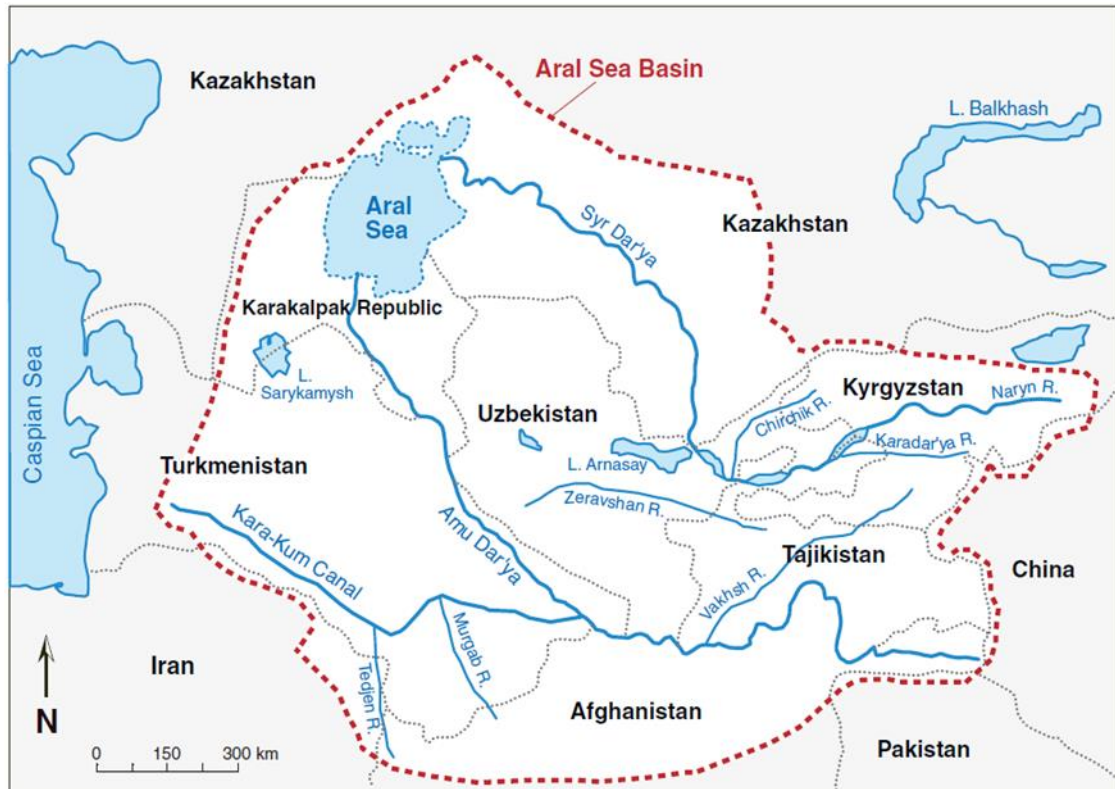 Kazakhstan
Aral Sea Basin
L. Balkhash
Aral
Sea
Syr Dar'ya
Kazakhstan
Karakalpak Republic
L.
Sarykamysh
Caspian Sea
Uzbekistan
Chirchik R.
Kyrgyzstan
Naryn R.
Karadar'ya R.
L. Arnasay
Zeravshan R.
Turkmenistan
Kara-Kum Canal
Amu Dar'ya
Vakhsh R.
Tajikistan
China
Murgab R.
Tedjen R.
Iran
Afghanistan
Pakistan
N
0 150 300 km